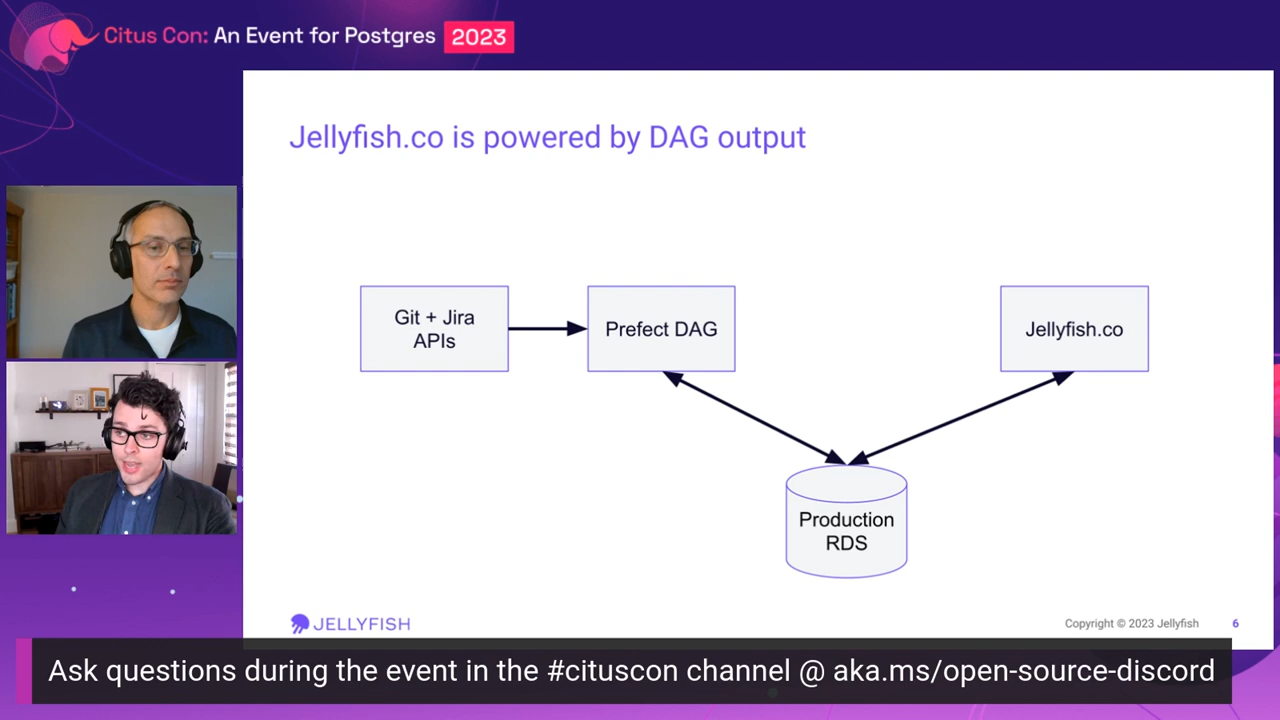 Citus Con: An Event for Postgres 2023
Jellyfish.co is powered by DAG output
Git + Jira
APIs
Prefect DAG
Jellyfish.co
Production
RDS
JELLYFISH
Copyright © 2023 Jellyfish
6
Ask questions during the event in the #cituscon channel @ aka.ms/open-source-discord